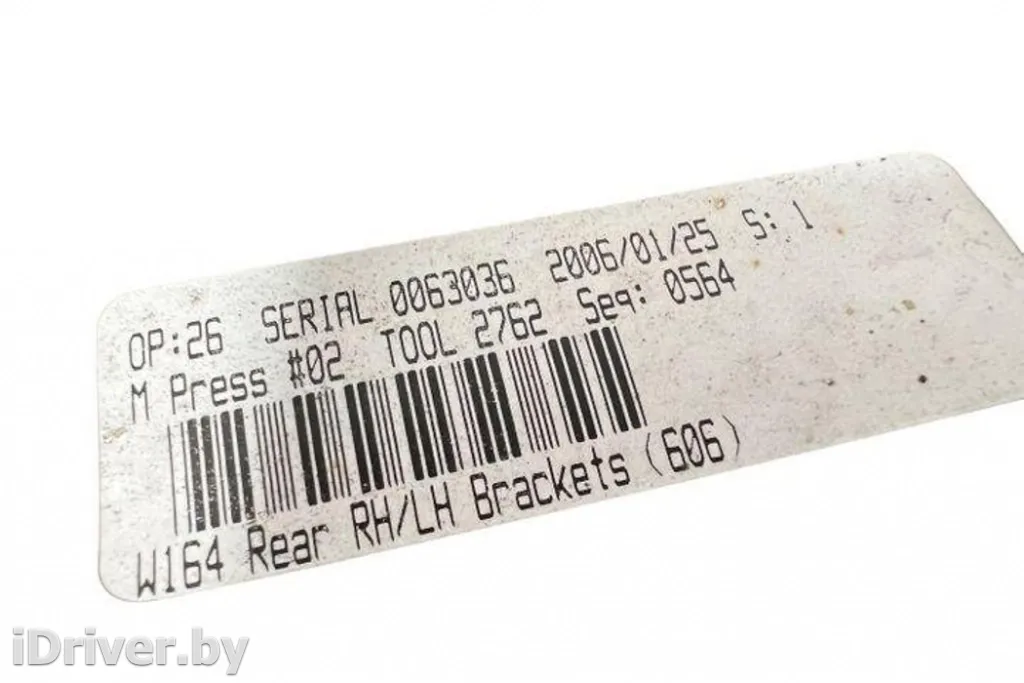 OP:26 SERIAL 0063036 2006/01/25 S: 1
M Press #02 TOOL 2762 Seq: 0564
W164 Rear RH/LH Brackets (606)
iDriver.by